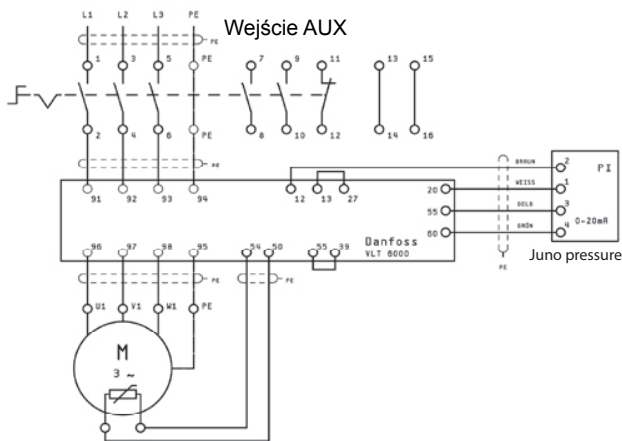 L1 L2 L3 PE Wejście AUX
PE
1 3 5 PE 7 9 11 13 15
2 4 6 PE 8 10 12 14 16
PE
BRAUN 2 PI
91 92 93 94 12 13 27 20 WEISS 1
55 GELB 3 0-20mA
60 GRÜN 4
96 97 98 95 54 50 55 39 Danfoss
VLT 6000
Juno pressure
PE
PE PE
U1 V1 W1 PE
M
3 ~